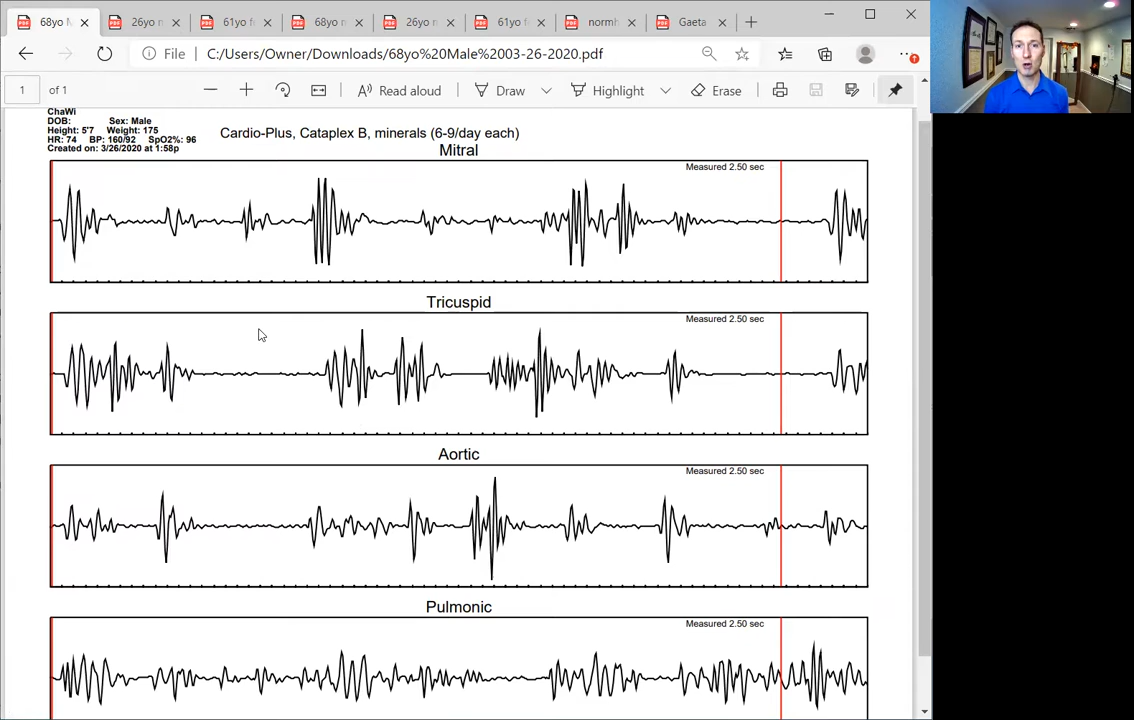 68yo M
26yo m
61yo f
68yo m
26yo n
61yo fe
normh
Gaeta
File C:/Users/Owner/Downloads/68yo%20Male%2003-26-2020.pdf
1 of 1 Read aloud Draw Highlight Erase
ChaWi
DOB: Sex: Male
Height: 5'7 Weight: 175
HR: 74 BP: 160/92 SpO2%: 96
Created on: 3/26/2020 at 1:58p
Cardio-Plus, Cataplex B, minerals (6-9/day each)
Mitral
Measured 2.50 sec
Tricuspid
Measured 2.50 sec
Aortic
Measured 2.50 sec
Pulmonic
Measured 2.50 sec